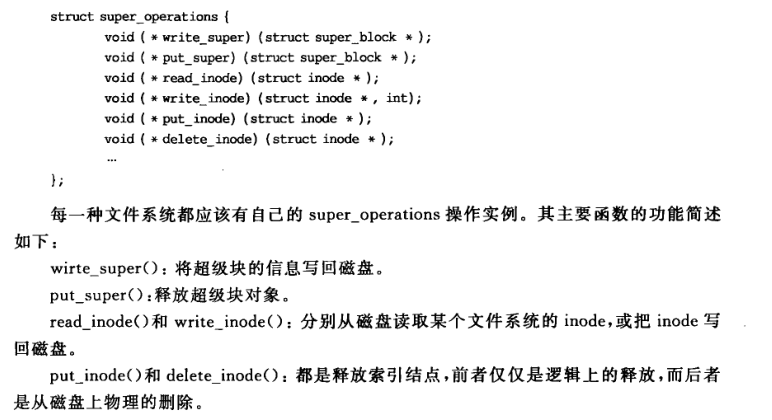 struct super_operations {
void ( * write_super) (struct super_block * );
void ( * put_super) (struct super_block * );
void ( * read_inode) (struct inode * );
void ( * write_inode) (struct inode * , int);
void ( * put_inode) (struct inode * );
void ( * delete_inode) (struct inode * );
…
};
每一种文件系统都应该有自己的 super_operations 操作实例。其主要函数的功能简述
如下：
wirte_super()：将超级块的信息写回磁盘。
put_super()：释放超级块对象。
read_inode()和 write_inode()：分别从磁盘读取某个文件系统的 inode，或把 inode 写
回磁盘。
put_inode()和 delete_inode()：都是释放索引结点，前者仅仅是逻辑上的释放，而后者
是从磁盘上物理的删除。